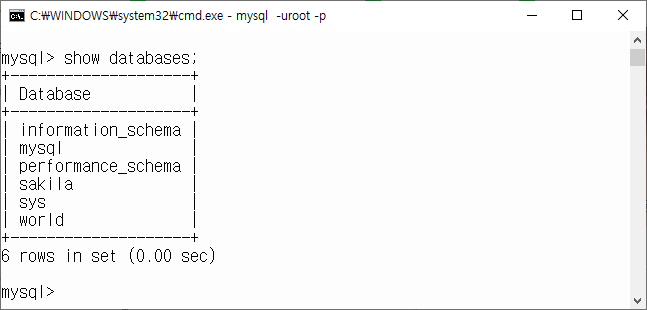 C:₩WINDOWS₩system32₩cmd.exe - mysql  -uroot -p
mysql> show databases;
+--------------------+
| Database           |
+--------------------+
| information_schema |
| mysql              |
| performance_schema |
| sakila             |
| sys                |
| world              |
+--------------------+
6 rows in set (0.00 sec)
mysql>